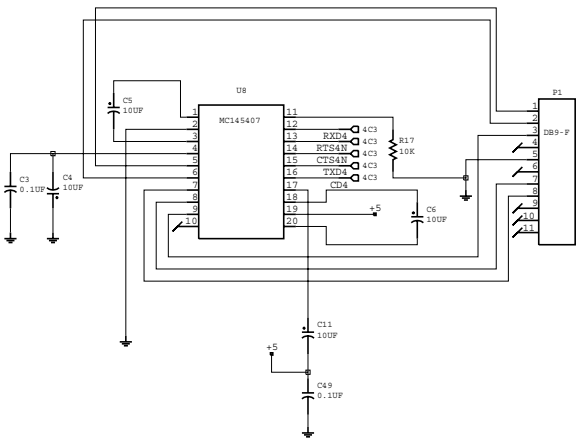 U8
MC145407
1
2
3
4
5
6
7
8
9
10
11
12
13
14
15
16
17
18
19
20
C5
10UF
C3
0.1UF
C4
10UF
4C3
RXD4
4C3
RTS4N
4C3
CTS4N
4C3
TXD4
4C3
CD4
R17
10K
+5
C6
10UF
P1
DB9-F
1
2
3
4
5
6
7
8
9
10
11
C11
10UF
+5
C49
0.1UF